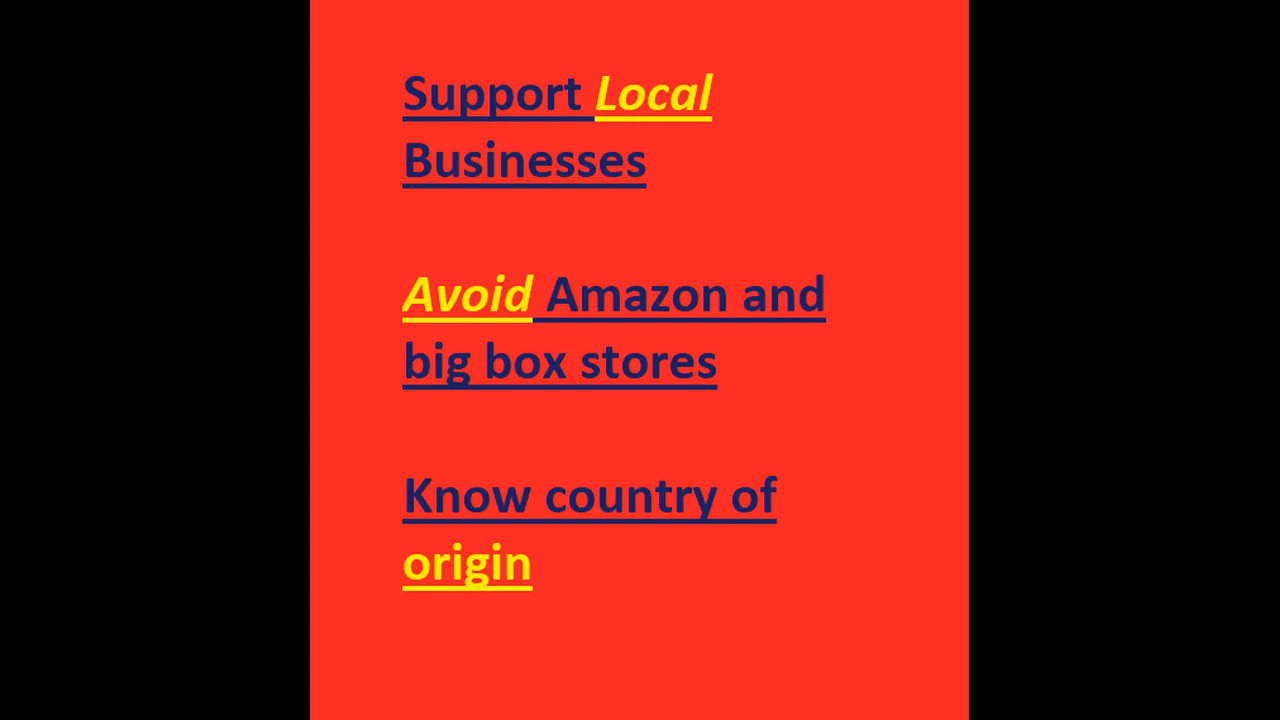 Support Local
Businesses
Avoid Amazon and
big box stores
Know country of
origin